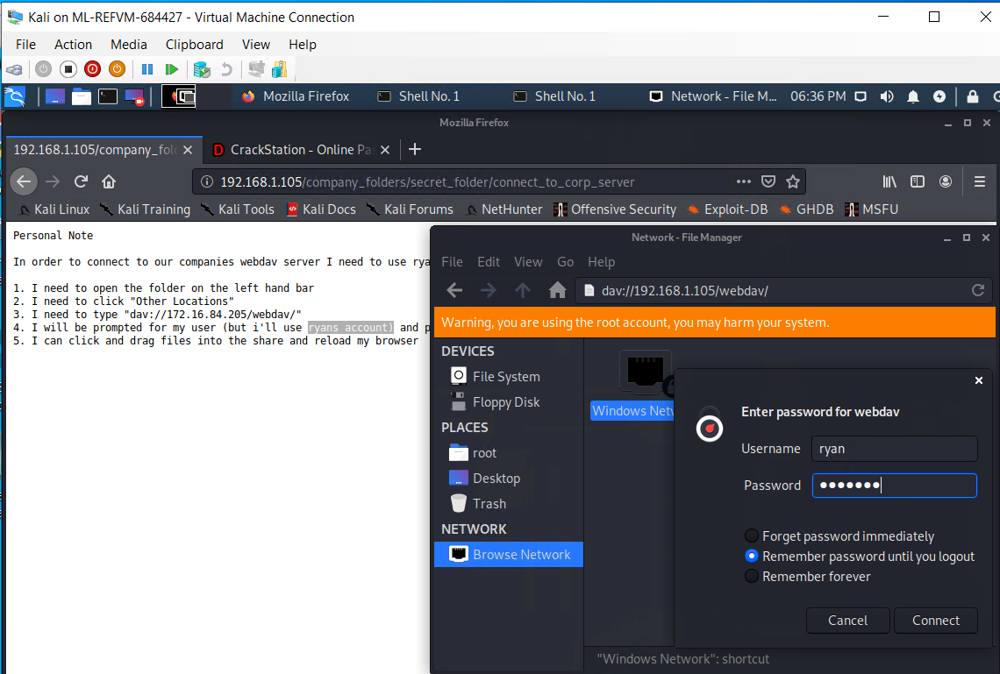 Kali on ML-REFVM-684427 - Virtual Machine Connection
File Action Media Clipboard View Help
Mozilla Firefox Shell No. 1 Shell No. 1 Network - File M... 06:36 PM
Mozilla Firefox
192.168.1.105/company_fol CrackStation - Online Pas
192.168.1.105/company_folders/secret_folder/connect_to_corp_server
Kali Linux Kali Training Kali Tools Kali Docs Kali Forums NetHunter Offensive Security Exploit-DB GHDB MSFU
Personal Note
In order to connect to our companies webdav server I need to use rya
1. I need to open the folder on the left hand bar
2. I need to click "Other Locations"
3. I need to type "dav://172.16.84.205/webdav/"
4. I will be prompted for my user (but i'll use ryans account) and p
5. I can click and drag files into the share and reload my browser
Network - File Manager
File Edit View Go Help
dav://192.168.1.105/webdav/
Warning, you are using the root account, you may harm your system.
DEVICES
File System
Floppy Disk
PLACES
root
Desktop
Trash
NETWORK
Browse Network
Windows Netw
Enter password for webdav
Username ryan
Password •••••••
Forget password immediately
Remember password until you logout
Remember forever
Cancel Connect
"Windows Network": shortcut